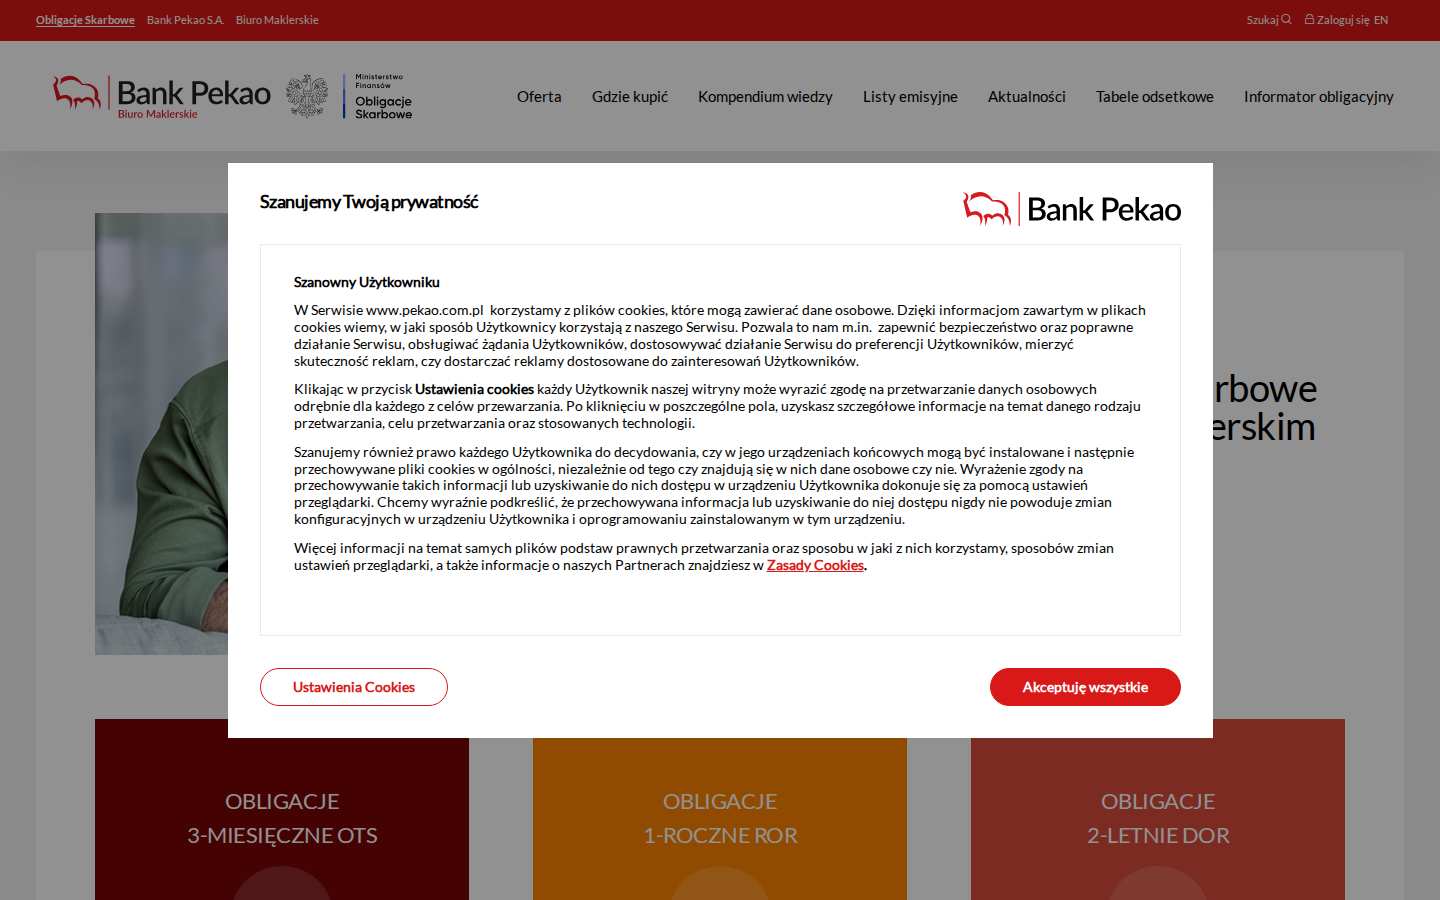 Obligacje Skarbowe Bank Pekao S.A. Biuro Maklerskie Szukaj Zaloguj się EN
Bank Pekao
Biuro Maklerskie
Ministerstwo
Finansów
Obligacje
Skarbowe
Oferta Gdzie kupić Kompendium wiedzy Listy emisyjne Aktualności Tabele odsetkowe Informator obligacyjny
Szanujemy Twoją prywatność
Bank Pekao
Szanowny Użytkowniku
W Serwisie www.pekao.com.pl korzystamy z plików cookies, które mogą zawierać dane osobowe. Dzięki informacjom zawartym w plikach
cookies wiemy, w jaki sposób Użytkownicy korzystają z naszego Serwisu. Pozwala to nam m.in. zapewnić bezpieczeństwo oraz poprawne
działanie Serwisu, obsługiwać żądania Użytkowników, dostosowywać działanie Serwisu do preferencji Użytkowników, mierzyć
skuteczność reklam, czy dostarczać reklamy dostosowane do zainteresowań Użytkowników.
Klikając w przycisk Ustawienia cookies każdy Użytkownik naszej witryny może wyrazić zgodę na przetwarzanie danych osobowych
odrębnie dla każdego z celów przewarzania. Po kliknięciu w poszczególne pola, uzyskasz szczegółowe informacje na temat danego rodzaju
przetwarzania, celu przetwarzania oraz stosowanych technologii.
Szanujemy również prawo każdego Użytkownika do decydowania, czy w jego urządzeniach końcowych mogą być instalowane i następnie
przechowywane pliki cookies w ogólności, niezależnie od tego czy znajdują się w nich dane osobowe czy nie. Wyrażenie zgody na
przechowywanie takich informacji lub uzyskiwanie do nich dostępu w urządzeniu Użytkownika dokonuje się za pomocą ustawień
przeglądarki. Chcemy wyraźnie podkreślić, że przechowywana informacja lub uzyskiwanie do niej dostępu nigdy nie powoduje zmian
konfiguracyjnych w urządzeniu Użytkownika i oprogramowaniu zainstalowanym w tym urządzeniu.
Więcej informacji na temat samych plików podstaw prawnych przetwarzania oraz sposobu w jaki z nich korzystamy, sposobów zmian
ustawień przeglądarki, a także informacje o naszych Partnerach znajdziesz w Zasady Cookies.
rbowe
erskim
Ustawienia Cookies Akceptuję wszystkie
OBLIGACJE
3-MIESIĘCZNE OTS
OBLIGACJE
1-ROCZNE ROR
OBLIGACJE
2-LETNIE DOR